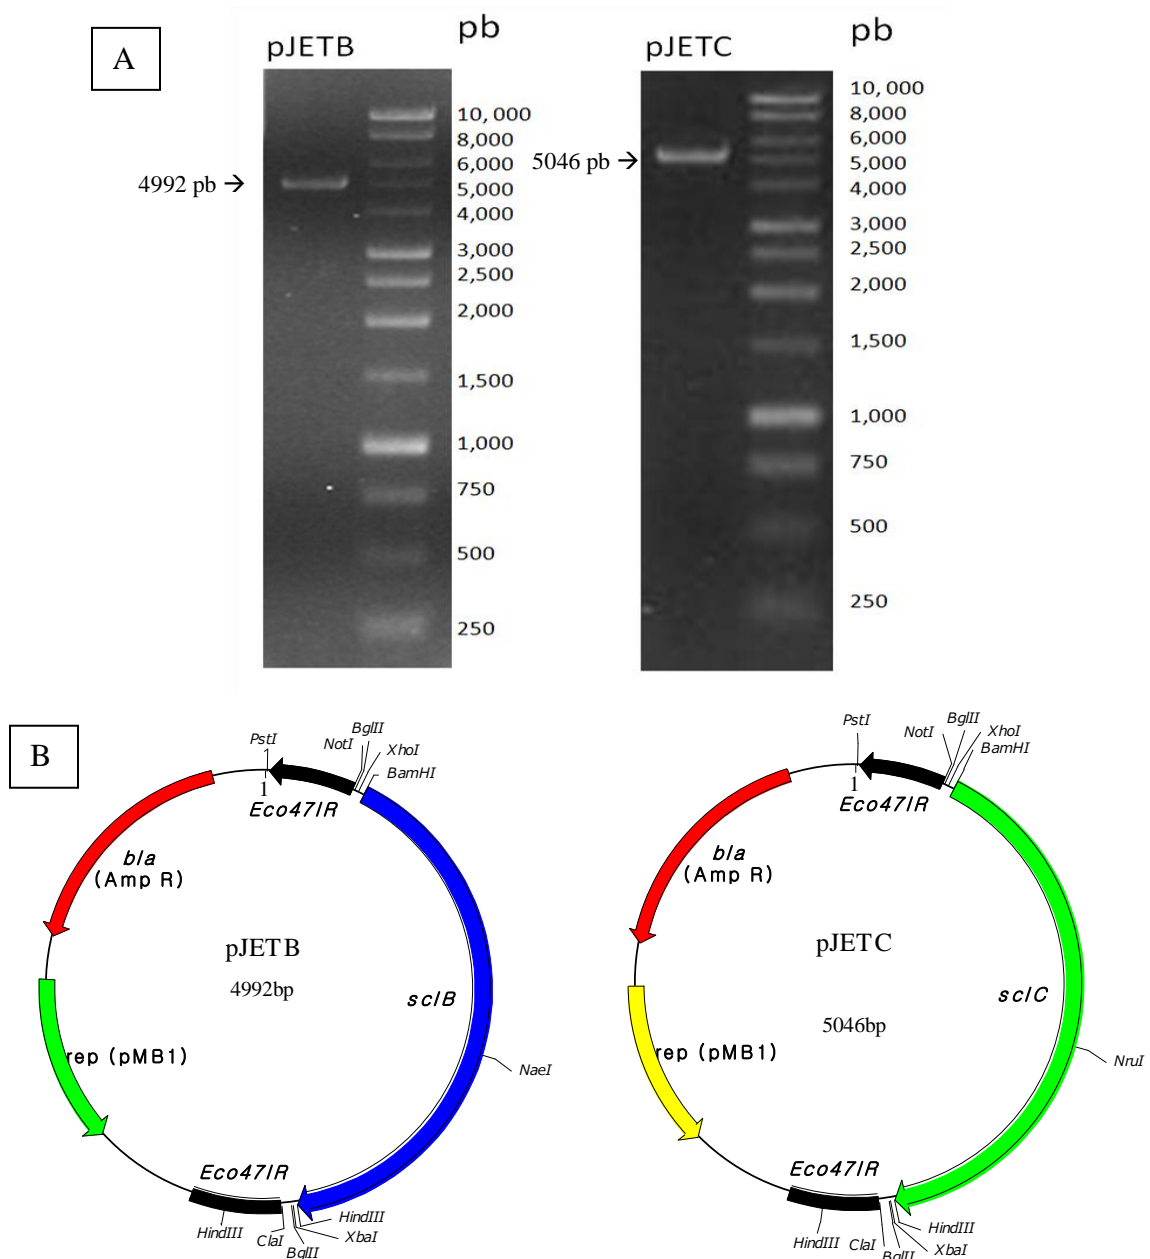 A
pJETB
pb
4992 pb →
10, 000
8,000
6,000
5,000
4,000
3,000
2,500
2,000
1,500
1,000
750
500
250
pJETC
pb
5046 pb →
10, 000
8,000
6,000
5,000
4,000
3,000
2,500
2,000
1,500
1,000
750
500
250
B
PstI
NotI
BglII
XhoI
BamHI
1
Eco47IR
bla
(Amp R)
pJETB
4992bp
sclB
rep (pMB1)
NaeI
Eco47IR
HindIII
ClaI
BglII
XbaI
HindIII
PstI
NotI
BglII
XhoI
BamHI
1
Eco47IR
bla
(Amp R)
pJETC
5046bp
sclC
rep (pMB1)
NruI
Eco47IR
HindIII
ClaI
BglII
XbaI
HindIII